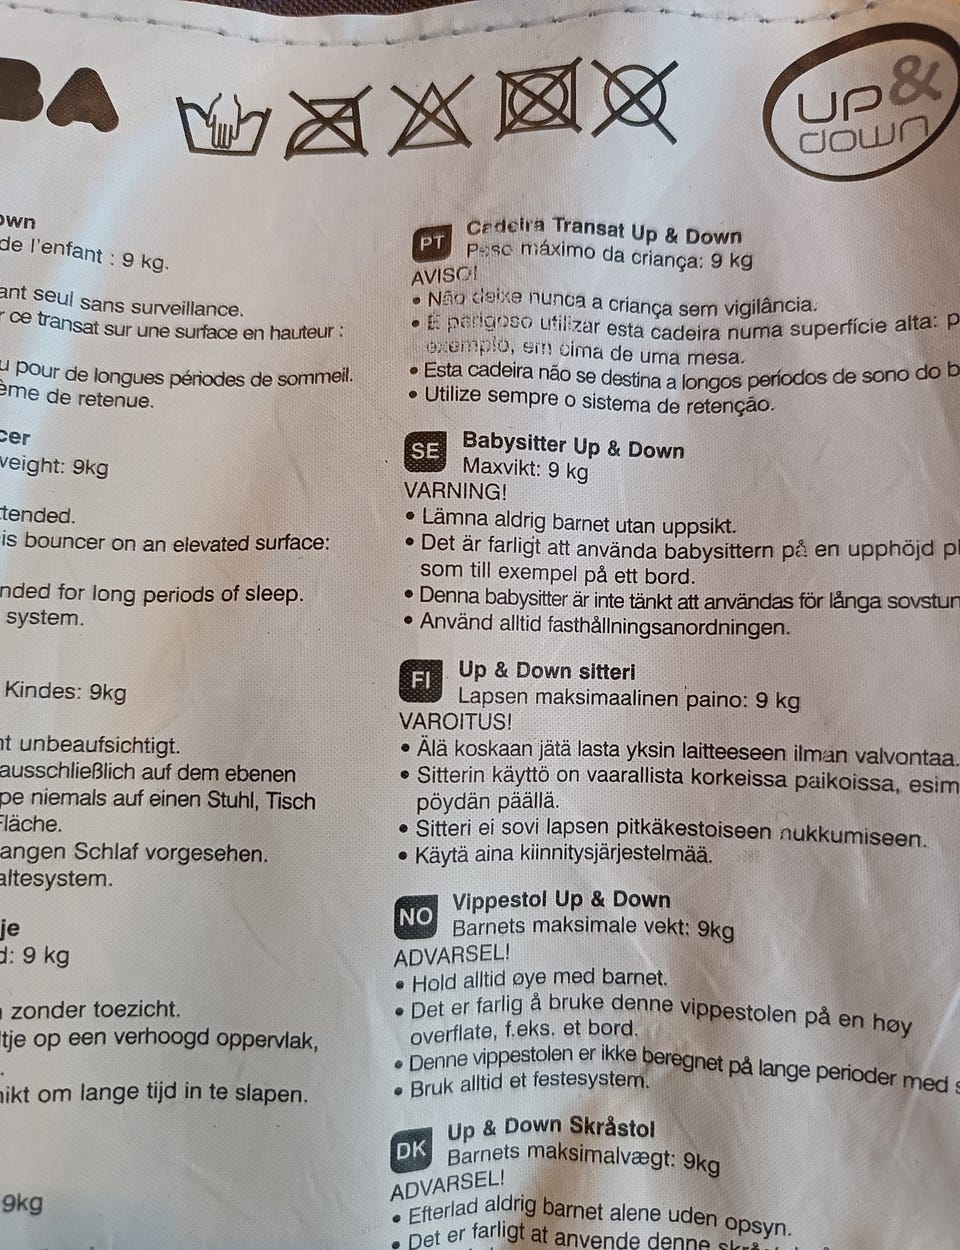 BA
UP & down
own
de l'enfant : 9 kg.
ant seul sans surveillance.
r ce transat sur une surface en hauteur :
u pour de longues périodes de sommeil.
ème de retenue.
cer
weight: 9kg
ttended.
is bouncer on an elevated surface:
nded for long periods of sleep.
system.
Kindes: 9kg
nt unbeaufsichtigt.
ausschließlich auf dem ebenen
pe niemals auf einen Stuhl, Tisch
Fläche.
angen Schlaf vorgesehen.
altesystem.
je
d: 9 kg
n zonder toezicht.
ltje op een verhoogd oppervlak,
.
nikt om lange tijd in te slapen.
9kg
PT Cadeira Transat Up & Down
Peso máximo da criança: 9 kg
AVISO!
• Não deixe nunca a criança sem vigilância.
• É perigoso utilizar esta cadeira numa superfície alta: p
exemplo, em cima de uma mesa.
• Esta cadeira não se destina a longos períodos de sono do b
• Utilize sempre o sistema de retenção.
SE Babysitter Up & Down
Maxvikt: 9 kg
VARNING!
• Lämna aldrig barnet utan uppsikt.
• Det är farligt att använda babysittern på en upphöjd pl
som till exempel på ett bord.
• Denna babysitter är inte tänkt att användas för långa sovstun
• Använd alltid fasthållningsanordningen.
FI Up & Down sitteri
Lapsen maksimaalinen paino: 9 kg
VAROITUS!
• Älä koskaan jätä lasta yksin laitteeseen ilman valvontaa.
• Sitterin käyttö on vaarallista korkeissa paikoissa, esim
pöydän päällä.
• Sitteri ei sovi lapsen pitkäkestoiseen nukkumiseen.
• Käytä aina kiinnitysjärjestelmää.
NO Vippestol Up & Down
Barnets maksimale vekt: 9kg
ADVARSEL!
• Hold alltid øye med barnet.
• Det er farlig å bruke denne vippestolen på en høy
overflate, f.eks. et bord.
• Denne vippestolen er ikke beregnet på lange perioder med s
• Bruk alltid et festesystem.
DK Up & Down Skråstol
Barnets maksimalvægt: 9kg
ADVARSEL!
• Efterlad aldrig barnet alene uden opsyn.
• Det er farligt at anvende denne